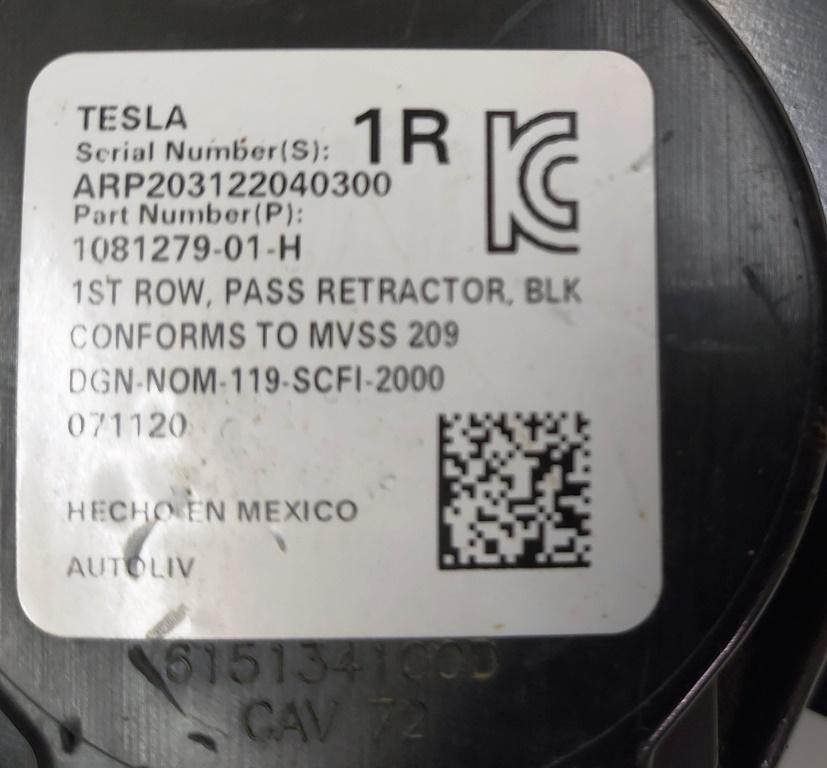 TESLA
1R
Serial Number(S):
ARP203122040300
Part Number(P):
1081279-01-H
1ST ROW, PASS RETRACTOR, BLK
CONFORMS TO MVSS 209
DGN-NOM-119-SCFI-2000
071120
HECHO EN MEXICO
AUTOLIV
615134100D
CAV 72